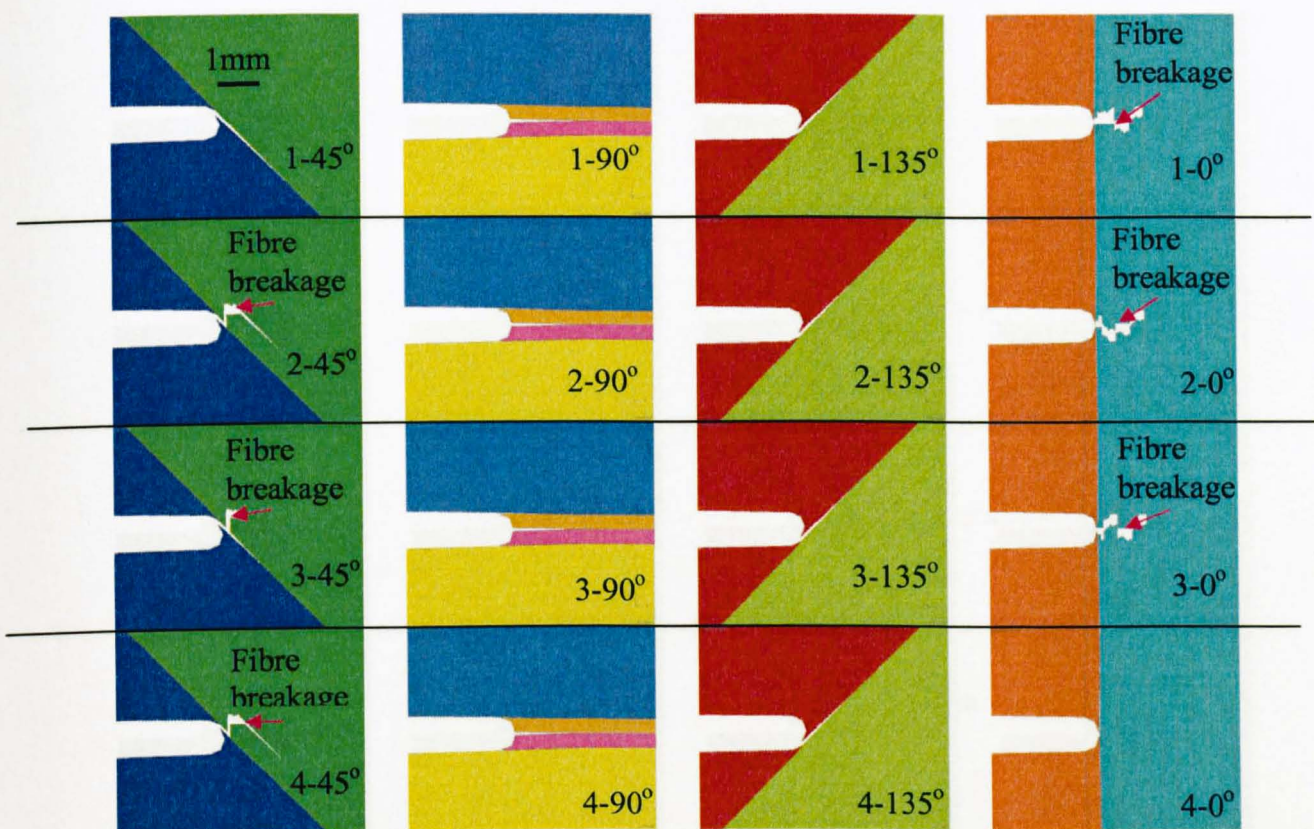 1mm
1-45°
1-90°
1-135°
Fibre
breakage
1-0°
Fibre
breakage
2-45°
2-90°
2-135°
Fibre
breakage
2-0°
Fibre
breakage
3-45°
3-90°
3-135°
Fibre
breakage
3-0°
Fibre
breakage
4-45°
4-90°
4-135°
4-0°